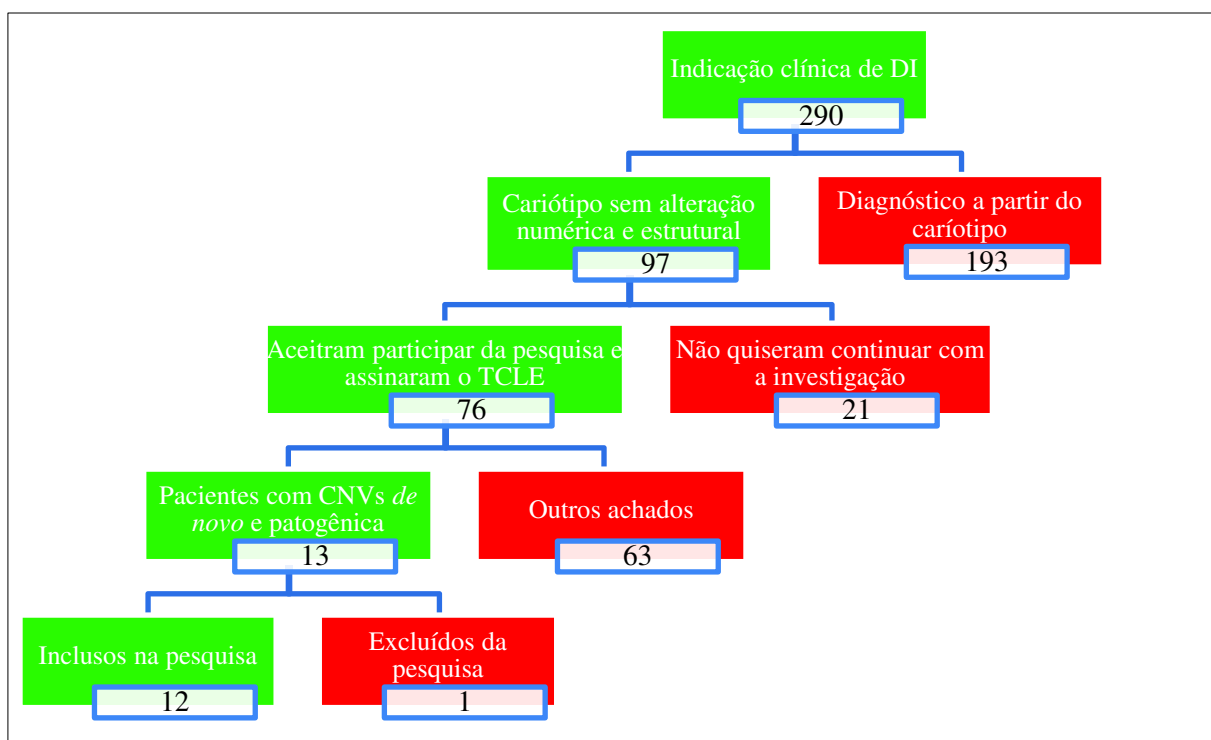 Indicação clínica de DI
290
Cariótipo sem alteração
numérica e estrutural
97
Diagnóstico a partir do
caríotipo
193
Aceitram participar da pesquisa e
assinaram o TCLE
76
Não quiseram continuar com
a investigação
21
Pacientes com CNVs de
novo e patogênica
13
Outros achados
63
Inclusos na pesquisa
12
Excluídos da
pesquisa
1